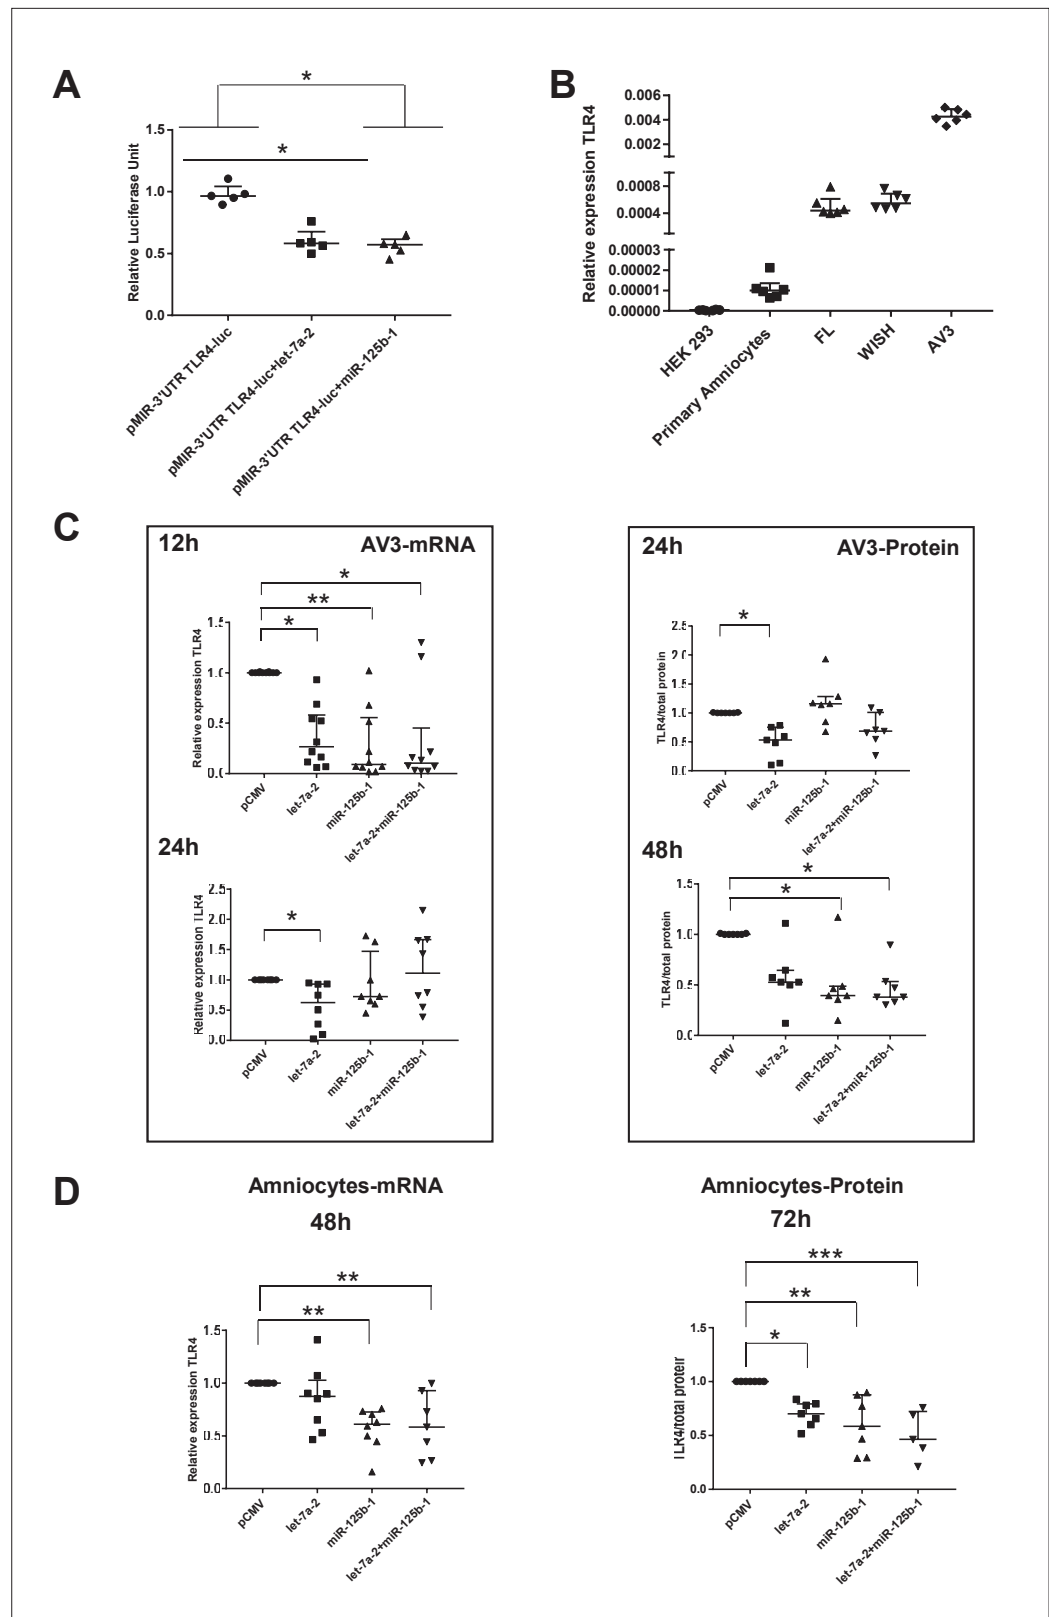 A
*
*
Relative Luciferase Unit
1.5
1.0
0.5
0.0
pMIR-3'UTR TLR4-luc
pMIR-3'UTR TLR4-luc+let-7a-2
pMIR-3'UTR TLR4-luc+miR-125b-1
B
Relative expression TLR4
0.006
0.004
0.002
0.0008
0.0004
0.00003
0.00002
0.00001
0.00000
HEK 293
Primary Amniocytes
FL
WISH
AV3
C
12h AV3-mRNA
*
**
*
Relative expression TLR4
1.5
1.0
0.5
0.0
pCMV
let-7a-2
miR-125b-1
let-7a-2+miR-125b-1
24h
*
Relative expression TLR4
2.5
2.0
1.5
1.0
0.5
0.0
pCMV
let-7a-2
miR-125b-1
let-7a-2+miR-125b-1
24h AV3-Protein
*
TLR4/total protein
2.5
2.0
1.5
1.0
0.5
0.0
pCMV
let-7a-2
miR-125b-1
let-7a-2+miR-125b-1
48h
*
*
TLR4/total protein
1.5
1.0
0.5
0.0
pCMV
let-7a-2
miR-125b-1
let-7a-2+miR-125b-1
D
Amniocytes-mRNA
48h
**
**
Relative expression TLR4
1.5
1.0
0.5
0.0
pCMV
let-7a-2
miR-125b-1
let-7a-2+miR-125b-1
Amniocytes-Protein
72h
***
**
*
TLR4/total protein
1.5
1.0
0.5
0.0
pCMV
let-7a-2
miR-125b-1
let-7a-2+miR-125b-1